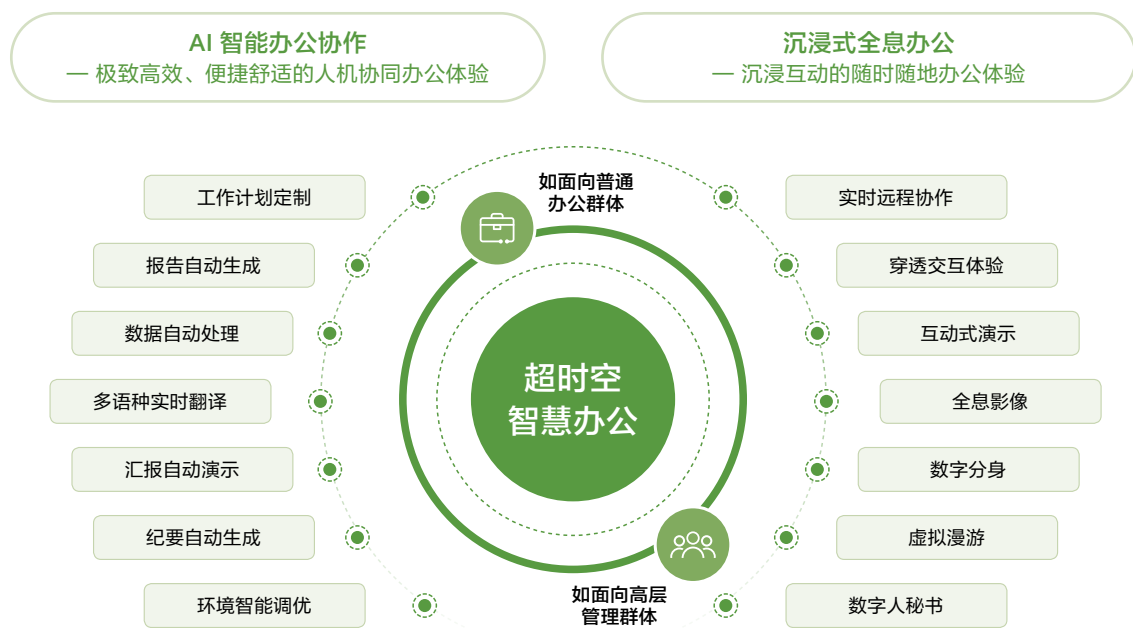 AI 智能办公协作
— 极致高效、便捷舒适的人机协同办公体验
沉浸式全息办公
— 沉浸互动的随时随地办公体验
如面向普通
办公群体
工作计划定制
报告自动生成
数据自动处理
多语种实时翻译
汇报自动演示
纪要自动生成
环境智能调优
超时空
智慧办公
实时远程协作
穿透交互体验
互动式演示
全息影像
数字分身
虚拟漫游
数字人秘书
如面向高层
管理群体